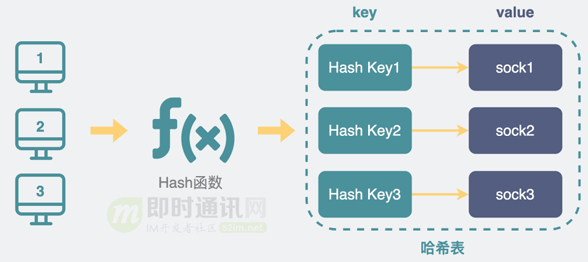 key
value
1
2
3
f(x)
Hash函数
Hash Key1
sock1
Hash Key2
sock2
Hash Key3
sock3
哈希表
即时通讯网
IM开发者社区 52im.net